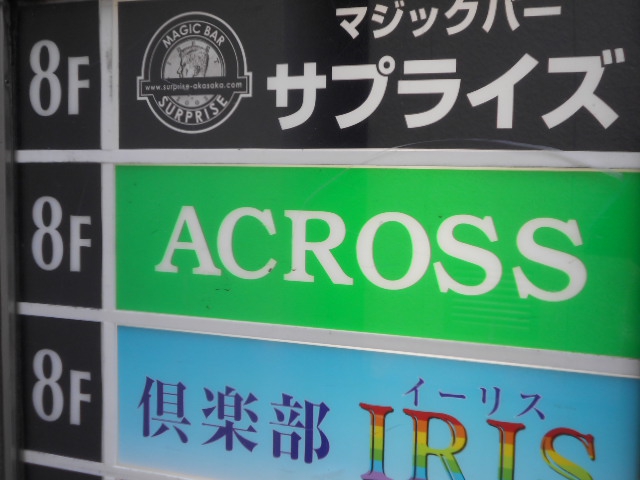 8F
MAGIC BAR
www.surprise-akasaka.com
SURPRISE
マジックバー
サプライズ
8F
ACROSS
8F
倶楽部
イーリス
IRIS